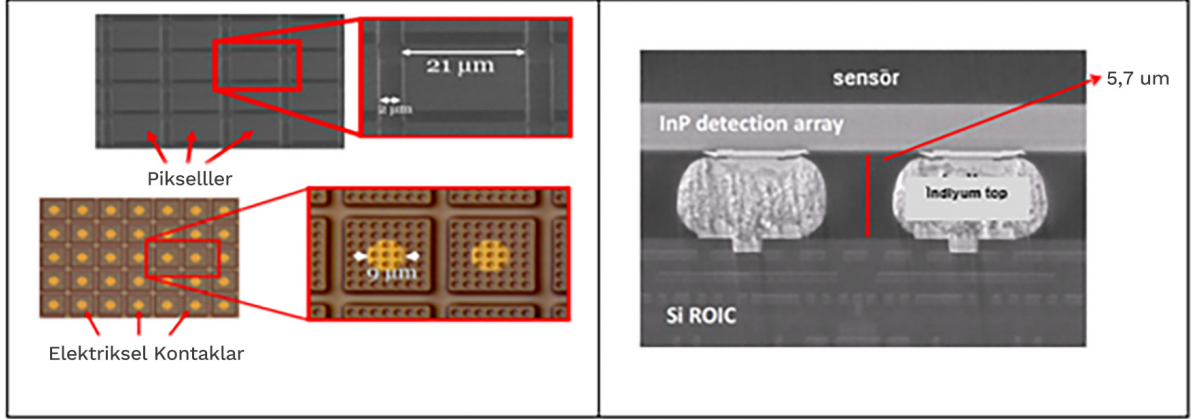 21 µm
2 µm
Pikselller
9 µm
Elektriksel Kontaklar
sensör
5,7 um
InP detection array
İndiyum top
Si ROIC